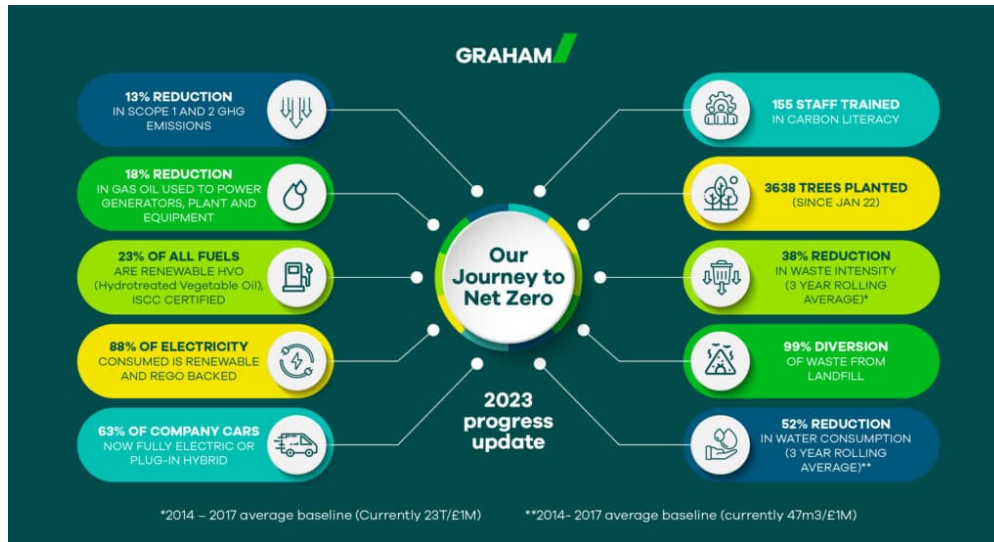 GRAHAM
13% REDUCTION
IN SCOPE 1 AND 2 GHG
EMISSIONS
18% REDUCTION
IN GAS OIL USED TO POWER
GENERATORS, PLANT AND
EQUIPMENT
23% OF ALL FUELS
ARE RENEWABLE HVO
(Hydrotreated Vegetable Oil),
ISCC CERTIFIED
88% OF ELECTRICITY
CONSUMED IS RENEWABLE
AND REGO BACKED
63% OF COMPANY CARS
NOW FULLY ELECTRIC OR
PLUG-IN HYBRID
Our
Journey to
Net Zero
2023
progress
update
155 STAFF TRAINED
IN CARBON LITERACY
3638 TREES PLANTED
(SINCE JAN 22)
38% REDUCTION
IN WASTE INTENSITY
(3 YEAR ROLLING
AVERAGE)*
99% DIVERSION
OF WASTE FROM
LANDFILL
52% REDUCTION
IN WATER CONSUMPTION
(3 YEAR ROLLING
AVERAGE)**
*2014 – 2017 average baseline (Currently 23T/£1M)
**2014- 2017 average baseline (currently 47m3/£1M)